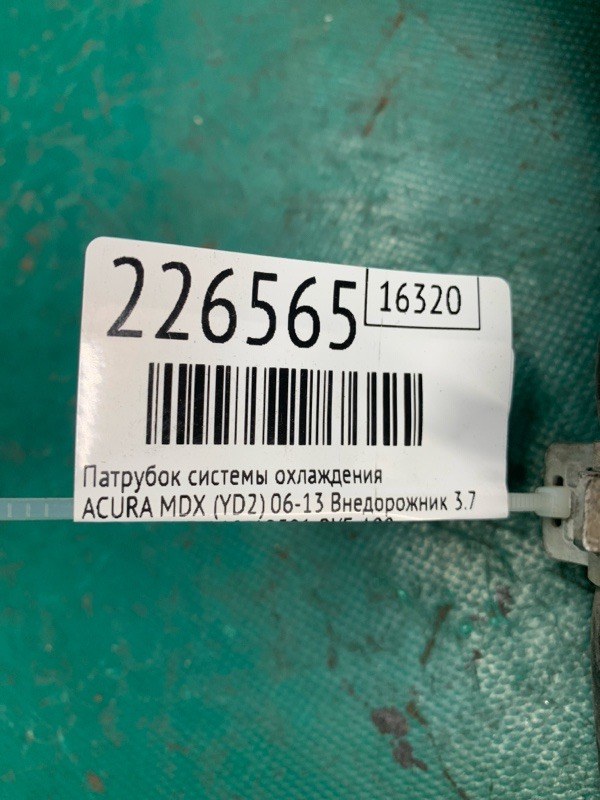 226565
16320
Патрубок системы охлаждения
ACURA MDX (YD2) 06-13 Внедорожник 3.7